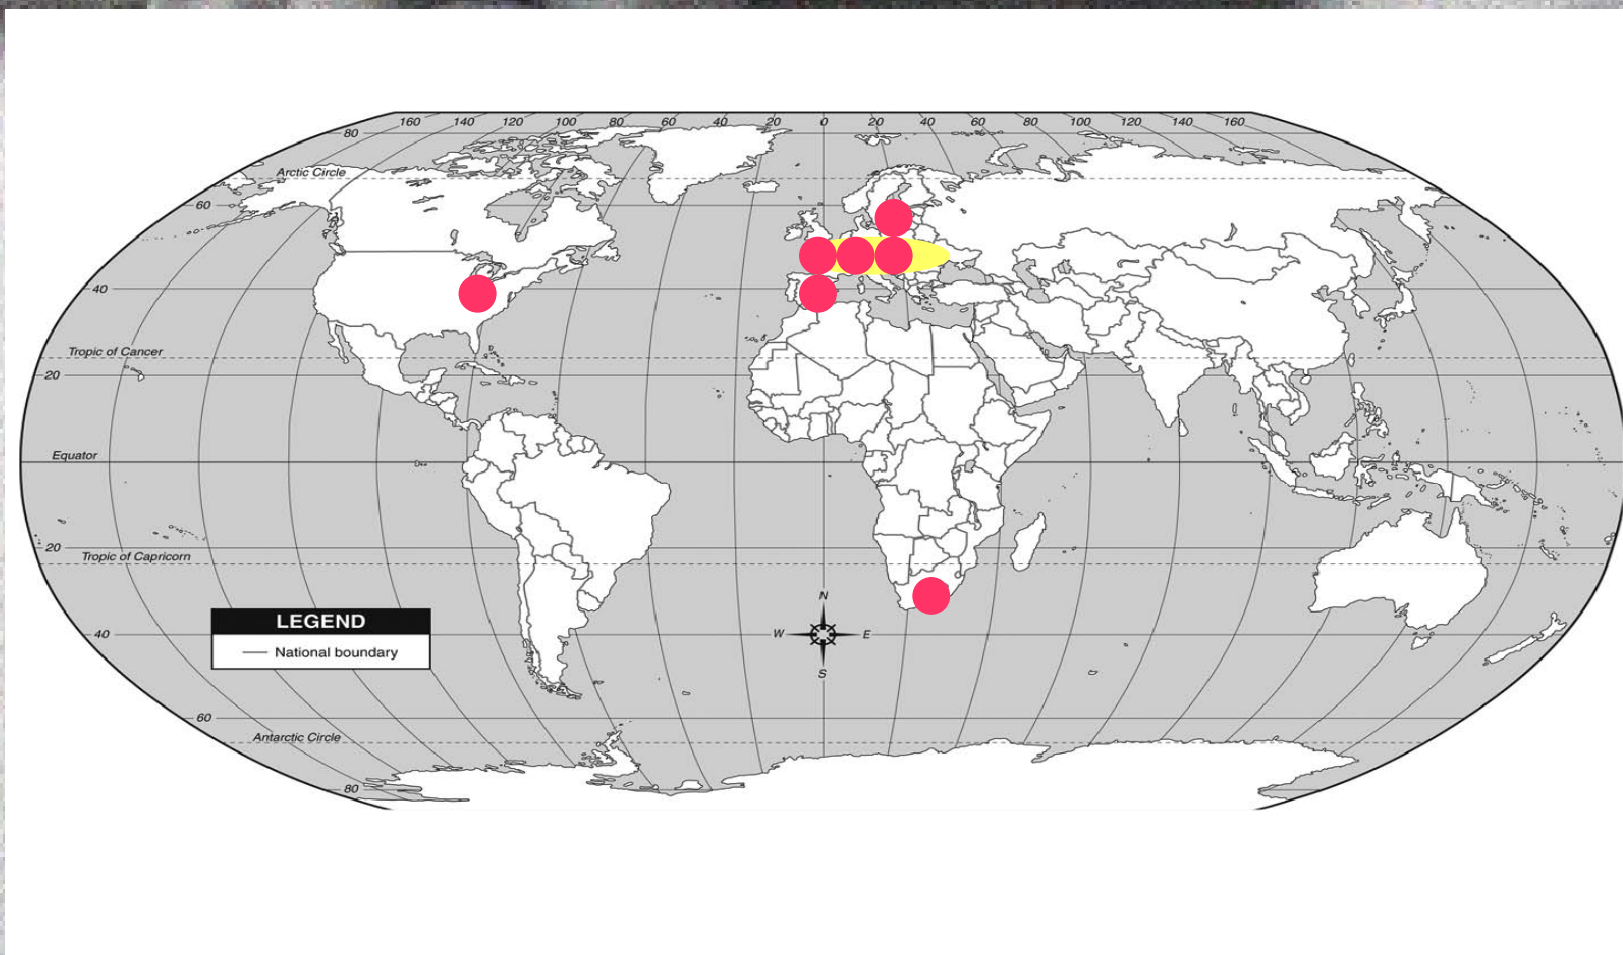 160 140 120 100 80 60 40 20 0 20 40 60 80 100 120 140 160
80
Arctic Circle
60
40
Tropic of Cancer
20
Equator
20
Tropic of Capricorn
N
W E
S
LEGEND
National boundary
40
60
Antarctic Circle
80